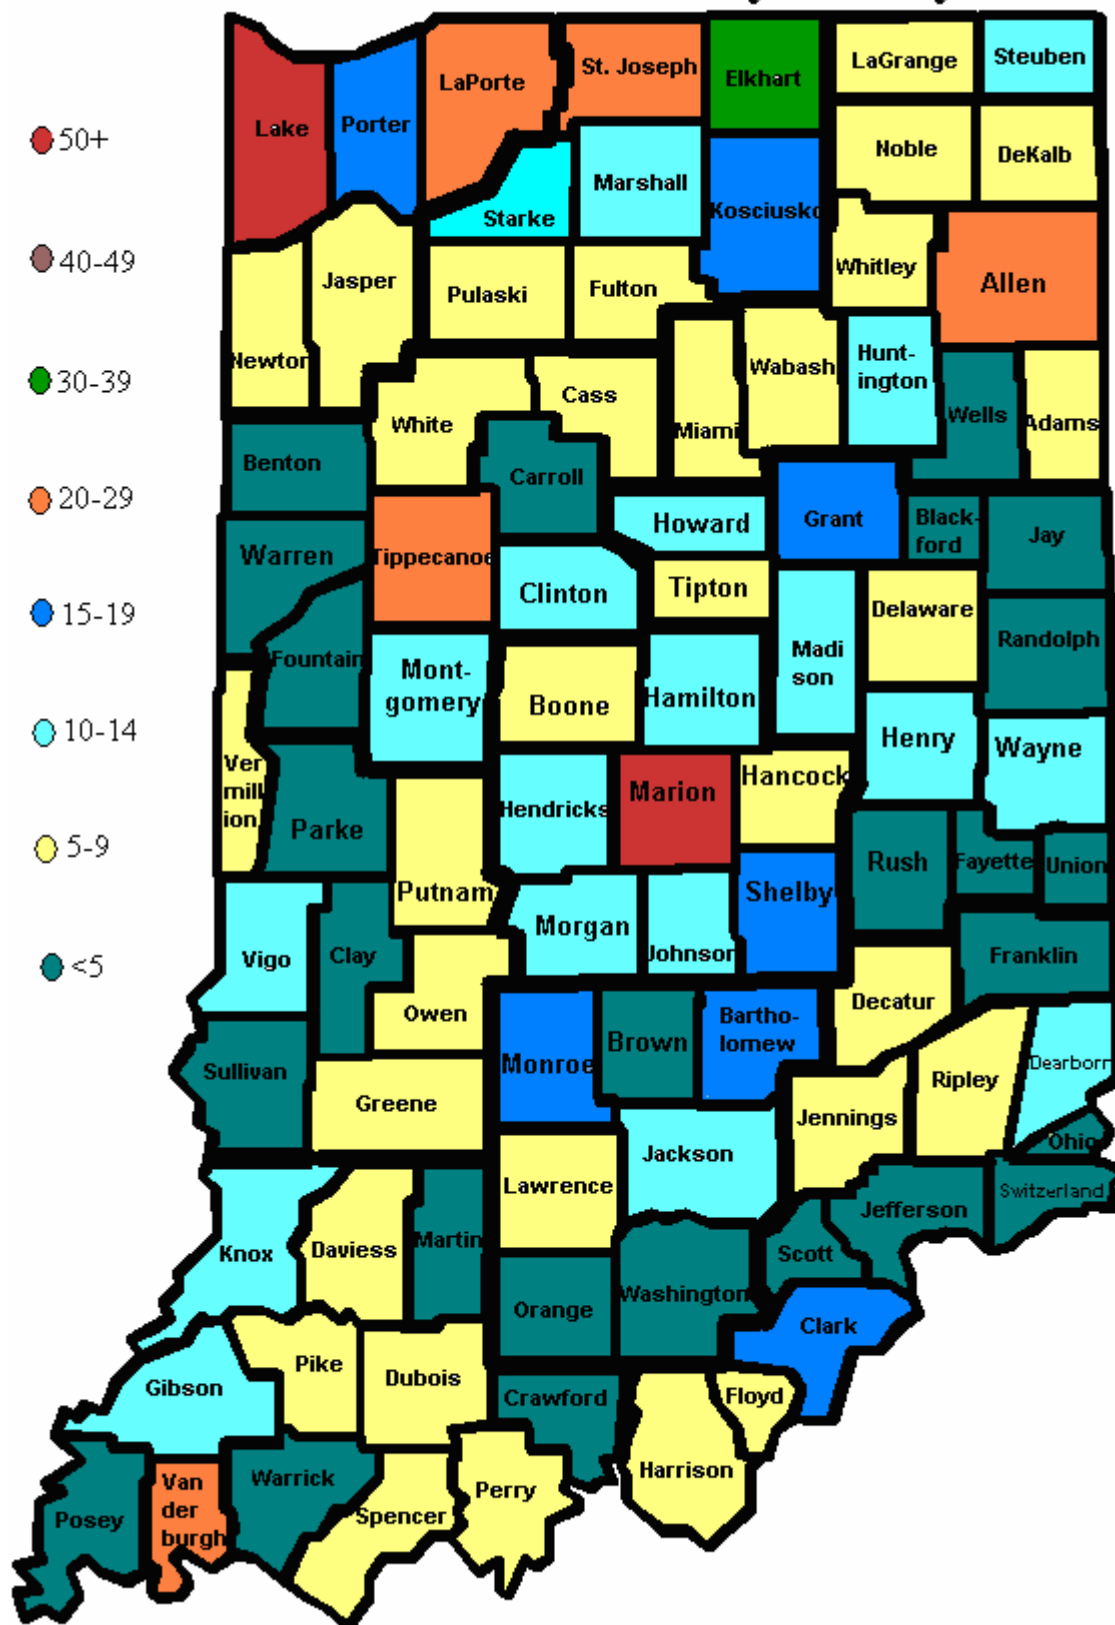 LaGrange
Steuben
St. Joseph
LaPorte
Elkhart
Lake
Porter
50+
Noble
DeKalb
Marshall
Starke
Kosciusko
40-49
Jasper
Pulaski
Fulton
Whitley
Allen
Newton
Wabash
Hunt-
ington
30-39
Cass
White
Miami
Wells
Adams
Benton
Carroll
20-29
Howard
Grant
Black-
ford
Jay
Warren
Tippecanoe
Clinton
Tipton
Delaware
15-19
Fountain
Mont-
gomery
Boone
Hamilton
Madi
son
Randolph
10-14
Henry
Wayne
Ver
mill
ion
Hendricks
Marion
Hancock
Parke
5-9
Putnam
Rush
Fayette
Union
Shelby
Morgan
Johnson
Vigo
Clay
Franklin
<5
Owen
Decatur
Monroe
Brown
Bartho-
lomew
Dearborn
Sullivan
Greene
Ripley
Jennings
Ohio
Jackson
Lawrence
Switzerland
Jefferson
Knox
Daviess
Martin
Scott
Orange
Washington
Clark
Gibson
Pike
Dubois
Crawford
Floyd
Posey
Van
der
burgh
Warrick
Spencer
Perry
Harrison